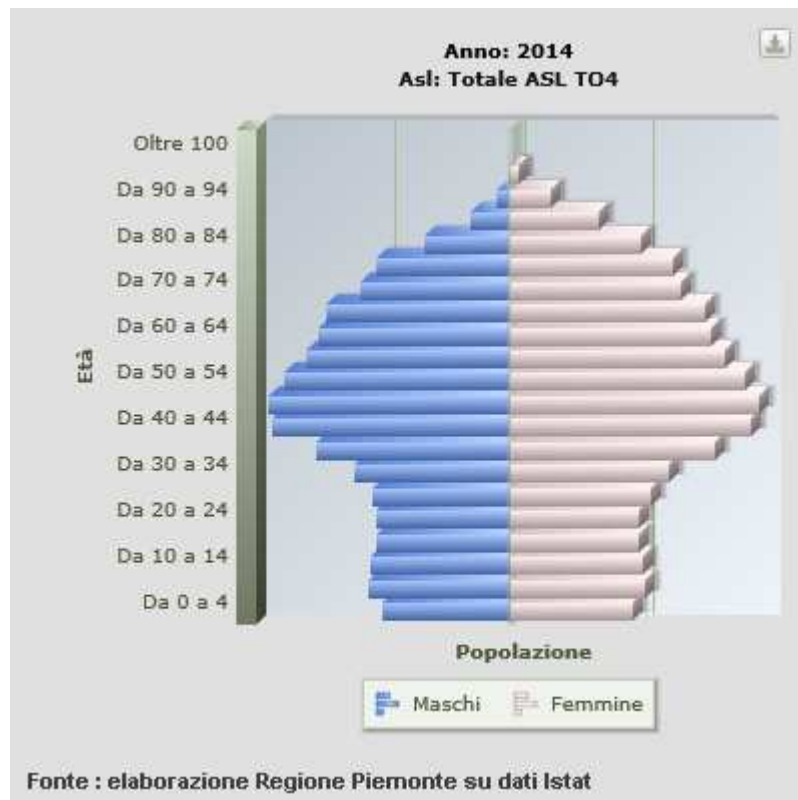 Anno: 2014
Asl: Totale ASL TO4
Oltre 100
Da 90 a 94
Da 80 a 84
Da 70 a 74
Da 60 a 64
Da 50 a 54
Da 40 a 44
Da 30 a 34
Da 20 a 24
Da 10 a 14
Da 0 a 4
Età
Popolazione
Maschi Femmine
Fonte : elaborazione Regione Piemonte su dati Istat